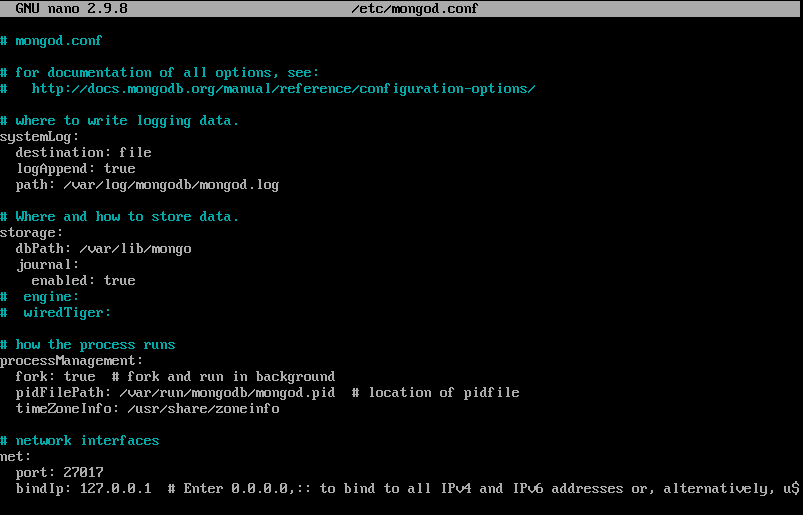 GNU nano 2.9.8 /etc/mongod.conf
# mongod.conf
# for documentation of all options, see:
#   http://docs.mongodb.org/manual/reference/configuration-options/
# where to write logging data.
systemLog:
  destination: file
  logAppend: true
  path: /var/log/mongodb/mongod.log
# Where and how to store data.
storage:
  dbPath: /var/lib/mongo
  journal:
    enabled: true
#  engine:
#  wiredTiger:
# how the process runs
processManagement:
  fork: true  # fork and run in background
  pidFilePath: /var/run/mongodb/mongod.pid  # location of pidfile
  timeZoneInfo: /usr/share/zoneinfo
# network interfaces
net:
  port: 27017
  bindIp: 127.0.0.1  # Enter 0.0.0.0,:: to bind to all IPv4 and IPv6 addresses or, alternatively, u$